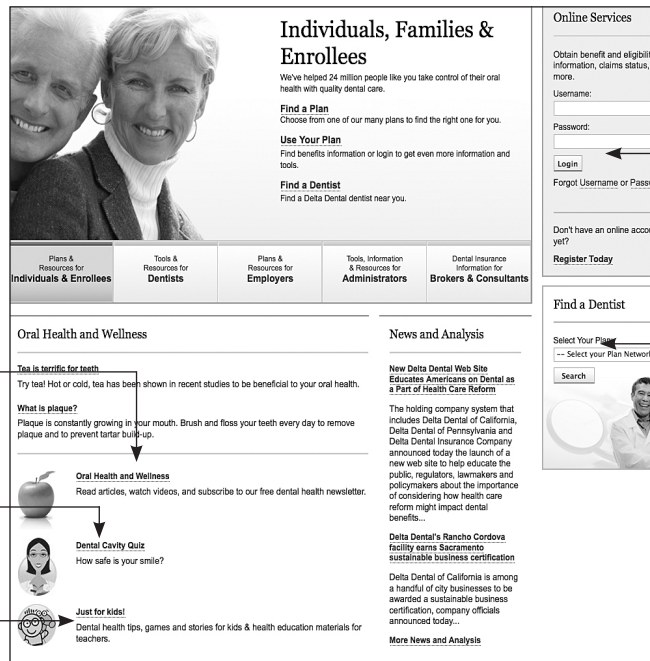 Individuals, Families &
Enrollees
We've helped 24 million people like you take control of their oral
health with quality dental care.
Find a Plan
Choose from one of our many plans to find the right one for you.
Use Your Plan
Find benefits information or login to get even more information and
tools.
Find a Dentist
Find a Delta Dental dentist near you.
Plans &
Resources for
Individuals & Enrollees
Tools &
Resources for
Dentists
Plans &
Resources for
Employers
Tools, Information
& Resources for
Administrators
Dental Insurance
Information for
Brokers & Consultants
Oral Health and Wellness
Tea is terrific for teeth
Try tea! Hot or cold, tea has been shown in recent studies to be beneficial to your oral health.
What is plaque?
Plaque is constantly growing in your mouth. Brush and floss your teeth every day to remove
plaque and to prevent tartar build-up.
Oral Health and Wellness
Read articles, watch videos, and subscribe to our free dental health newsletter.
Dental Cavity Quiz
How safe is your smile?
Just for kids!
Dental health tips, games and stories for kids & health education materials for
teachers.
News and Analysis
New Delta Dental Web Site
Educates Americans on Dental as
a Part of Health Care Reform
The holding company system that
includes Delta Dental of California,
Delta Dental of Pennsylvania and
Delta Dental Insurance Company
announced today the launch of a
new web site to help educate the
public, regulators, lawmakers and
policymakers about the importance
of considering how health care
reform might impact dental
benefits...
Delta Dental's Rancho Cordova
facility earns Sacramento
sustainable business certification
Delta Dental of California is among
a handful of city businesses to be
awarded a sustainable business
certification, company officials
announced today...
More News and Analysis
Online Services
Obtain benefit and eligibilit
information, claims status,
more.
Username:
Password:
Login
Forgot Username or Passw
Don't have an online accou
yet?
Register Today
Find a Dentist
Select Your Plan
-- Select your Plan Network
Search